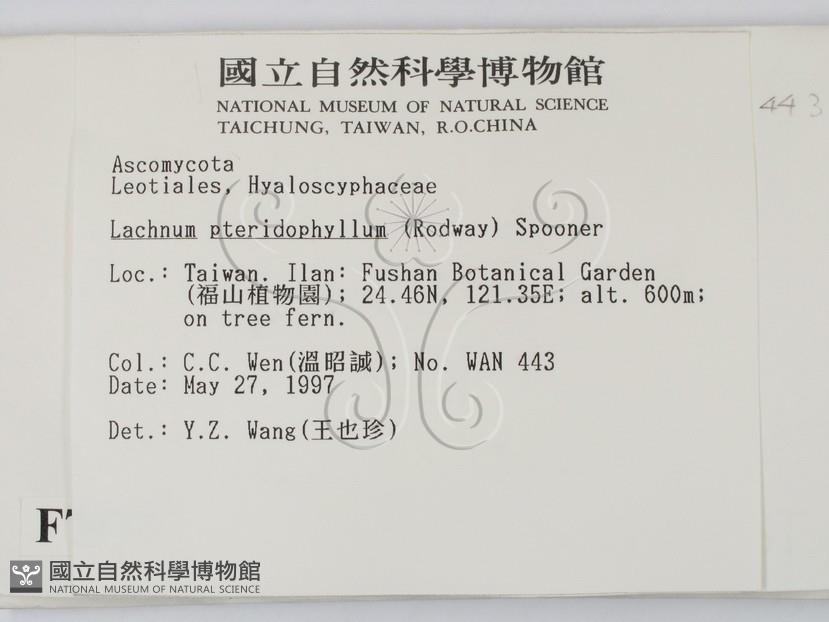 國立自然科學博物館
NATIONAL MUSEUM OF NATURAL SCIENCE
TAICHUNG, TAIWAN, R.O.CHINA
443
Ascomycota
Leotiales, Hyaloscyphaceae
Lachnum pteridophyllum (Rodway) Spooner
Loc.: Taiwan. Ilan: Fushan Botanical Garden
(福山植物園); 24.46N, 121.35E; alt. 600m;
on tree fern.
Col.: C.C. Wen(溫昭誠); No. WAN 443
Date: May 27, 1997
Det.: Y.Z. Wang(王也珍)
F
國立自然科學博物館
NATIONAL MUSEUM OF NATURAL SCIENCE